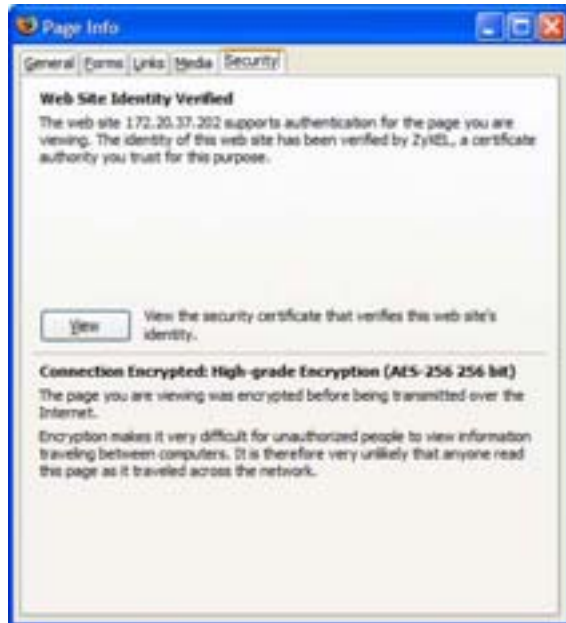 Page Info
General Forms Links Media Security
Web Site Identity Verified
The web site 172.20.37.202 supports authentication for the page you are
viewing. The identity of this web site has been verified by ZyXEL, a certificate
authority you trust for this purpose.
View
View the security certificate that verifies this web site's
identity.
Connection Encrypted: High-grade Encryption (AES-256 256 bit)
The page you are viewing was encrypted before being transmitted over the
Internet.
Encryption makes it very difficult for unauthorized people to view information
traveling between computers. It is therefore very unlikely that anyone read
this page as it traveled across the network.